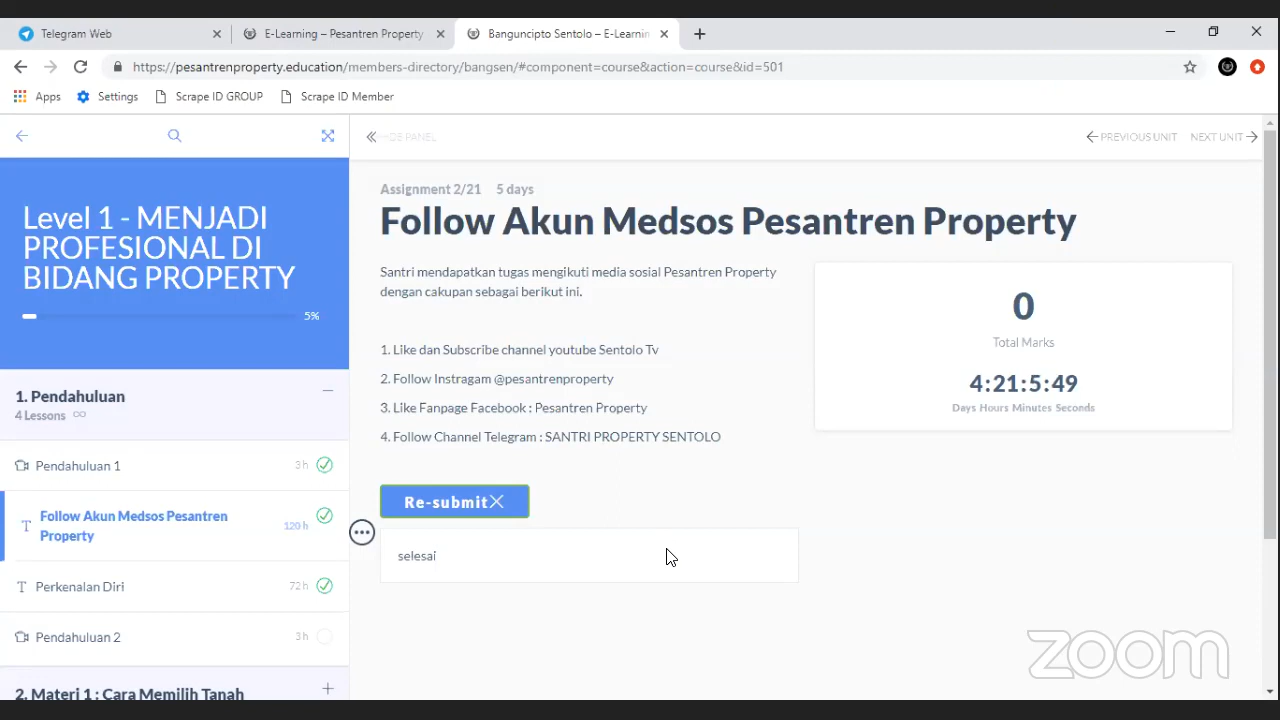 Telegram Web
E-Learning – Pesantren Property
Banguncipto Sentolo – E-Learnin
https://pesantrenproperty.education/members-directory/bangsen/#component=course&action=course&id=501
Apps
Settings
Scrape ID GROUP
Scrape ID Member
HIDE PANEL
PREVIOUS UNIT
NEXT UNIT
Level 1 - MENJADI
PROFESIONAL DI
BIDANG PROPERTY
5%
1. Pendahuluan
4 Lessons
Pendahuluan 1
3 h
Follow Akun Medsos Pesantren
Property
120 h
Perkenalan Diri
72 h
Pendahuluan 2
3 h
2. Materi 1 : Cara Memilih Tanah
Assignment 2/21
5 days
Follow Akun Medsos Pesantren Property
Santri mendapatkan tugas mengikuti media sosial Pesantren Property
dengan cakupan sebagai berikut ini.
1. Like dan Subscribe channel youtube Sentolo Tv
2. Follow Instragam @pesantrenproperty
3. Like Fanpage Facebook : Pesantren Property
4. Follow Channel Telegram : SANTRI PROPERTY SENTOLO
Re-submit
selesai
0
Total Marks
4:21:5:49
Days Hours Minutes Seconds
zoom